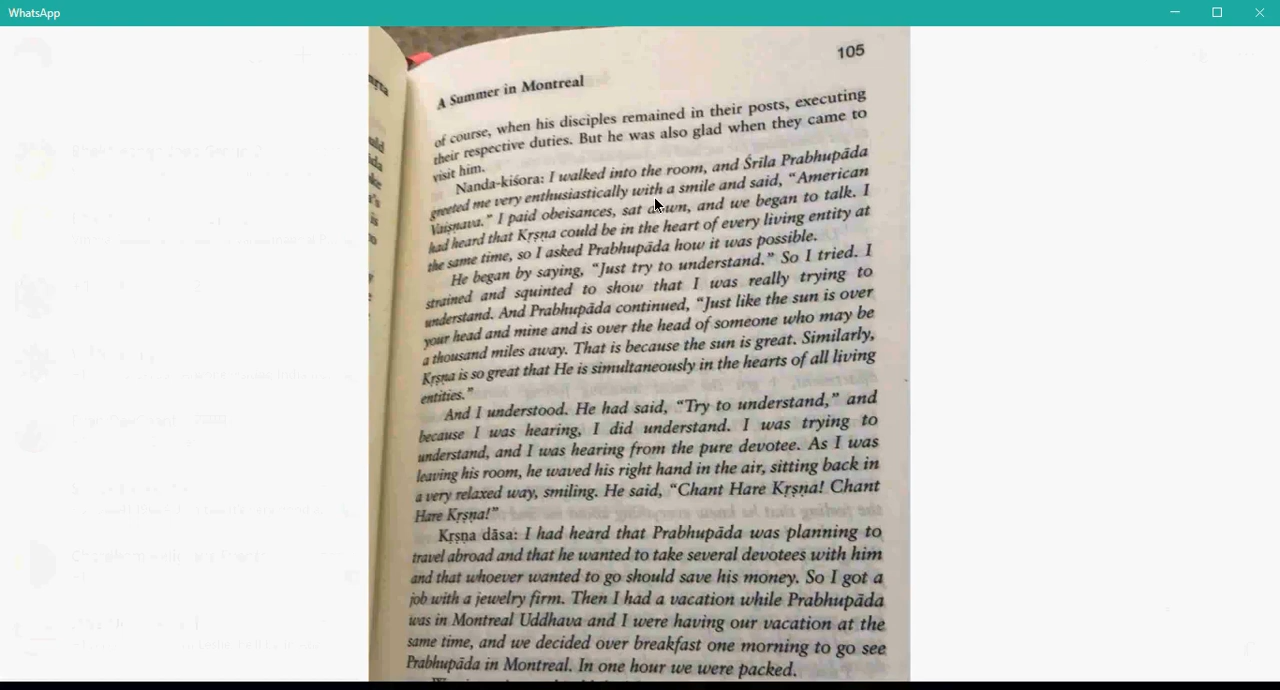 WhatsApp
105
A Summer in Montreal
of course, when his disciples remained in their posts, executing
their respective duties. But he was also glad when they came to
visit him.
Nanda-kiśora: I walked into the room, and Śrīla Prabhupāda
greeted me very enthusiastically with a smile and said, “American
Vaiṣṇava.” I paid obeisances, sat down, and we began to talk. I
had heard that Kṛṣṇa could be in the heart of every living entity at
the same time, so I asked Prabhupāda how it was possible.
He began by saying, “Just try to understand.” So I tried. I
strained and squinted to show that I was really trying to
understand. And Prabhupāda continued, “Just like the sun is over
your head and mine and is over the head of someone who may be
a thousand miles away. That is because the sun is great. Similarly,
Kṛṣṇa is so great that He is simultaneously in the hearts of all living
entities.”
And I understood. He had said, “Try to understand,” and
because I was hearing, I did understand. I was trying to
understand, and I was hearing from the pure devotee. As I was
leaving his room, he waved his right hand in the air, sitting back in
a very relaxed way, smiling. He said, “Chant Hare Kṛṣṇa! Chant
Hare Kṛṣṇa!”
Kṛṣṇa dāsa: I had heard that Prabhupāda was planning to
travel abroad and that he wanted to take several devotees with him
and that whoever wanted to go should save his money. So I got a
job with a jewelry firm. Then I had a vacation while Prabhupāda
was in Montreal Uddhava and I were having our vacation at the
same time, and we decided over breakfast one morning to go see
Prabhupāda in Montreal. In one hour we were packed.